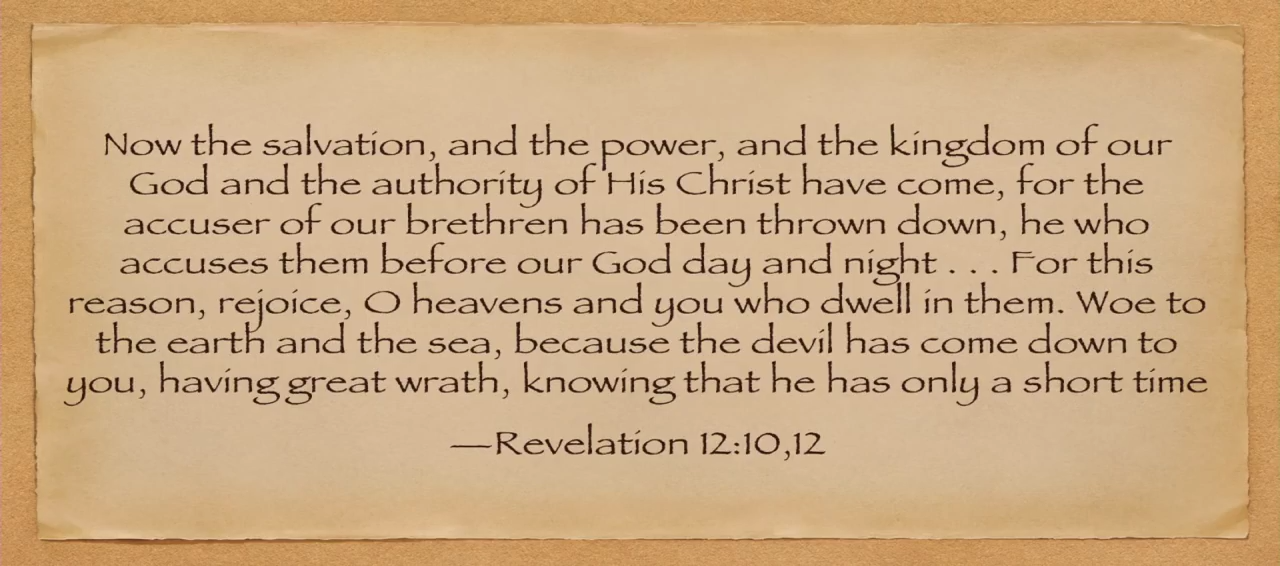 Now the salvation, and the power, and the kingdom of our
God and the authority of His Christ have come, for the
accuser of our brethren has been thrown down, he who
accuses them before our God day and night . . . For this
reason, rejoice, O heavens and you who dwell in them. Woe to
the earth and the sea, because the devil has come down to
you, having great wrath, knowing that he has only a short time
—Revelation 12:10,12